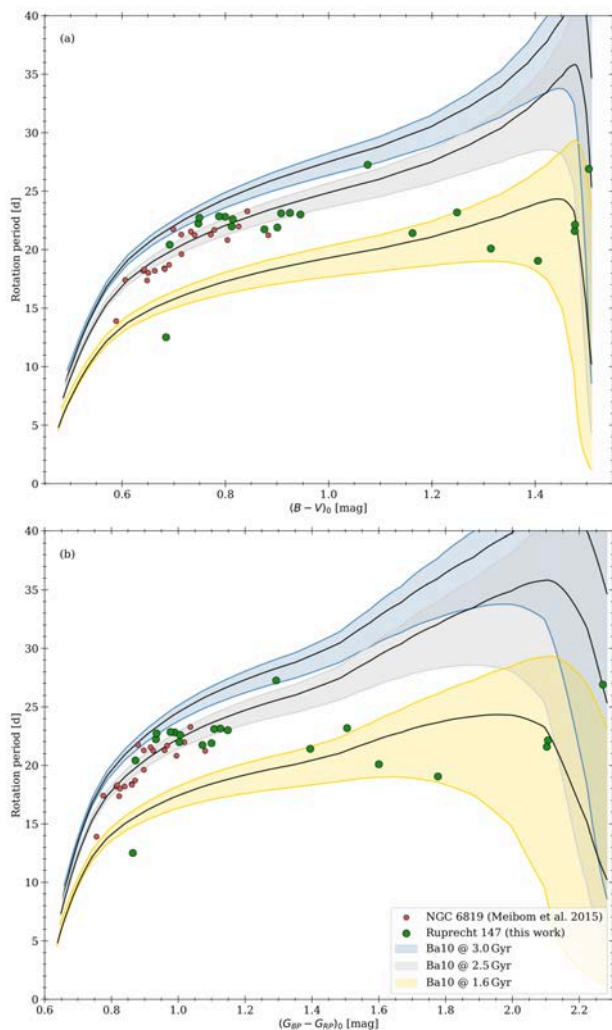 (a)
40
35
30
25
20
15
10
5
0
Rotation period [d]
0.6 0.8 1.0 1.2 1.4
(B − V)₀ [mag]
(b)
40
35
30
25
20
15
10
5
0
Rotation period [d]
NGC 6819 (Meibom et al. 2015)
Ruprecht 147 (this work)
Ba10 @ 3.0 Gyr
Ba10 @ 2.5 Gyr
Ba10 @ 1.6 Gyr
0.6 0.8 1.0 1.2 1.4 1.6 1.8 2.0 2.2
(G_BP − G_RP)₀ [mag]